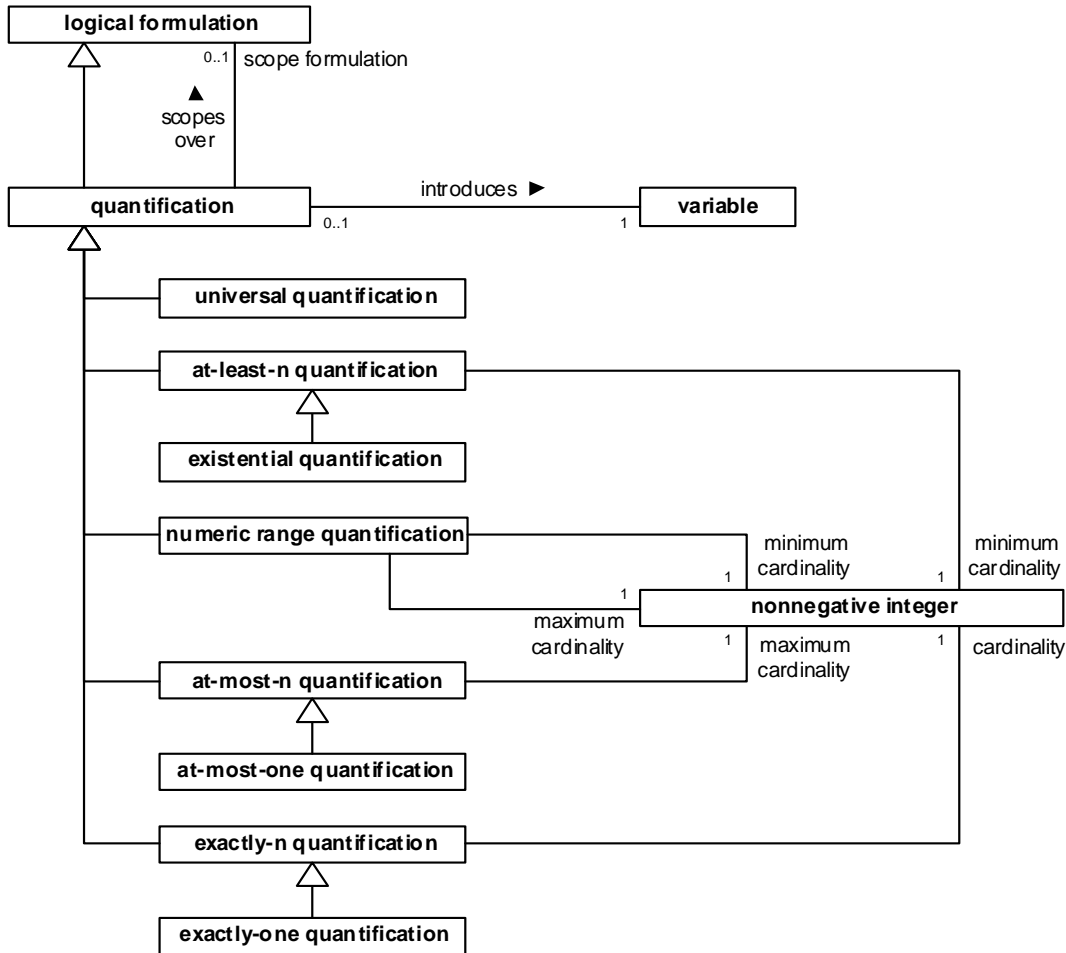 logical formulation
0..1
scope formulation
▲
scopes
over
introduces ►
quantification
variable
0..1
1
universal quantification
at-least-n quantification
existential quantification
numeric range quantification
minimum
cardinality
minimum
cardinality
1
1
1
nonnegative integer
maximum
cardinality
1
maximum
cardinality
1
cardinality
at-most-n quantification
at-most-one quantification
exactly-n quantification
exactly-one quantification